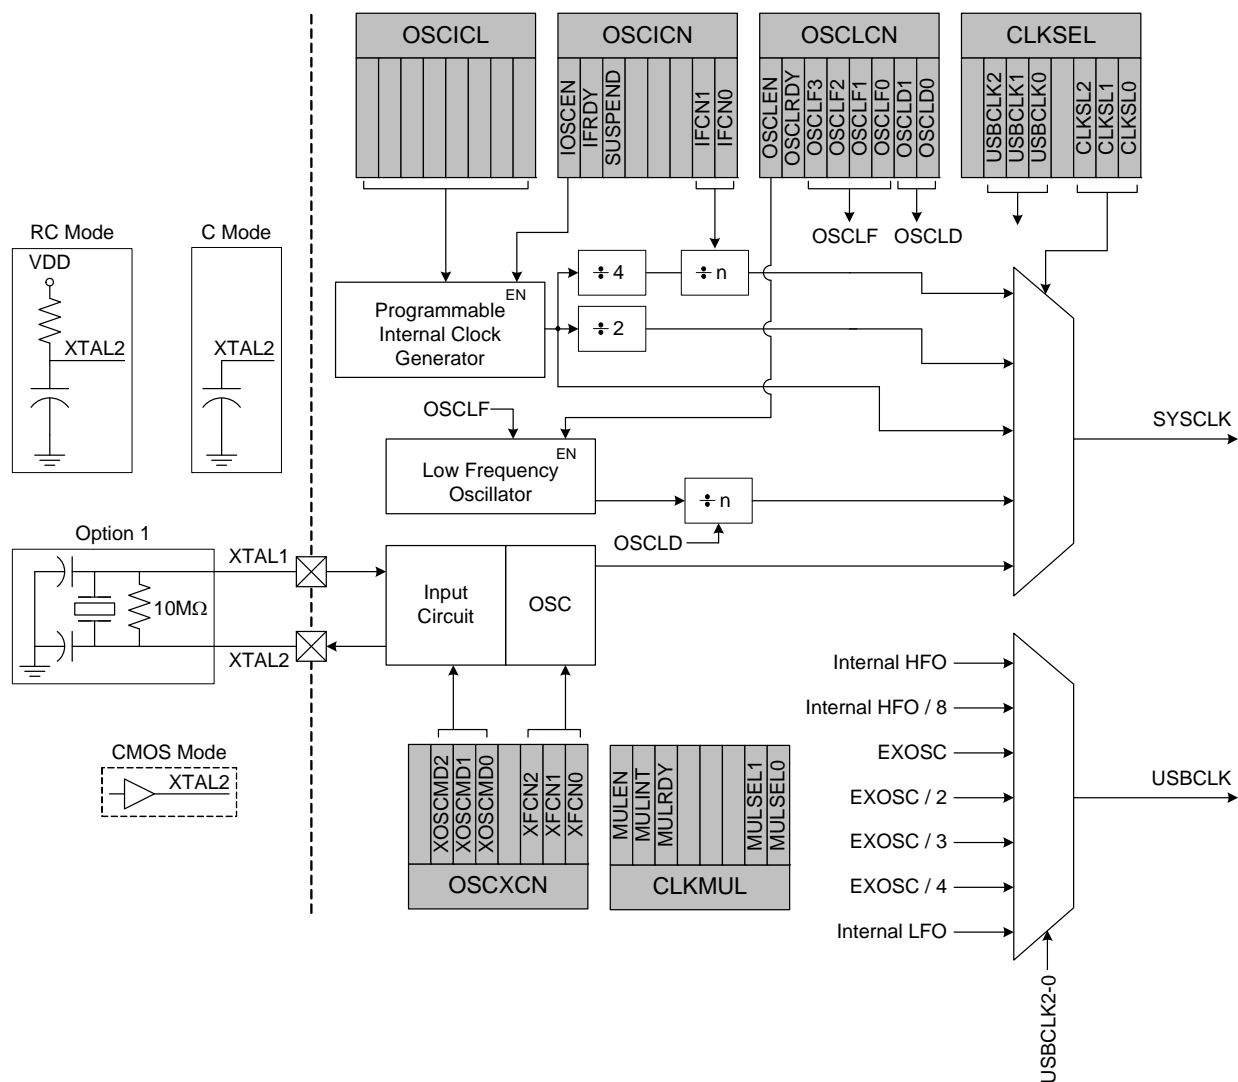 OSCICL
OSCICN
IOSCEN
IFRDY
SUSPEND
IFCN1
IFCN0
OSCLCN
OSCLEN
OSCLRDY
OSCLF3
OSCLF2
OSCLF1
OSCLF0
OSCLD1
OSCLD0
CLKSEL
USBCLK2
USBCLK1
USBCLK0
CLKSL2
CLKSL1
CLKSL0
RC Mode
VDD
XTAL2
C Mode
XTAL2
OSCLF
OSCLD
÷ 4
÷ n
÷ 2
EN
Programmable
Internal Clock
Generator
OSCLF
EN
Low Frequency
Oscillator
÷ n
OSCLD
SYSCLK
Option 1
10MΩ
XTAL1
XTAL2
Input
Circuit
OSC
CMOS Mode
XTAL2
XOSCMD2
XOSCMD1
XOSCMD0
XFCN2
XFCN1
XFCN0
OSCXCN
MULEN
MULINT
MULRDY
MULSEL1
MULSEL0
CLKMUL
Internal HFO
Internal HFO / 8
EXOSC
EXOSC / 2
EXOSC / 3
EXOSC / 4
Internal LFO
USBCLK
USBCLK2-0